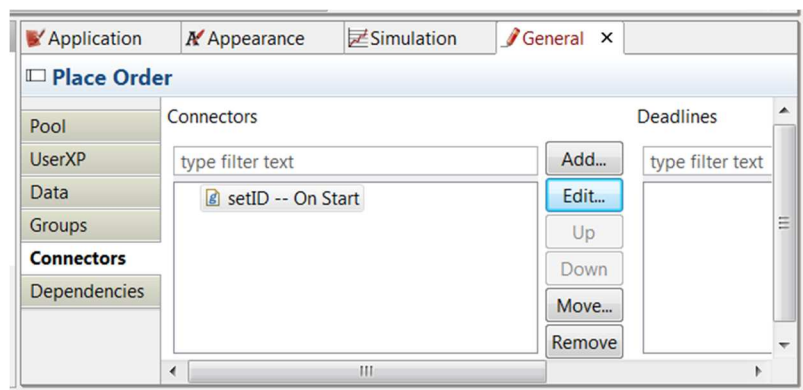 Application
Appearance
Simulation
General
Place Order
Pool
UserXP
Data
Groups
Connectors
Dependencies
Connectors
type filter text
setID -- On Start
Add...
Edit...
Up
Down
Move...
Remove
Deadlines
type filter text